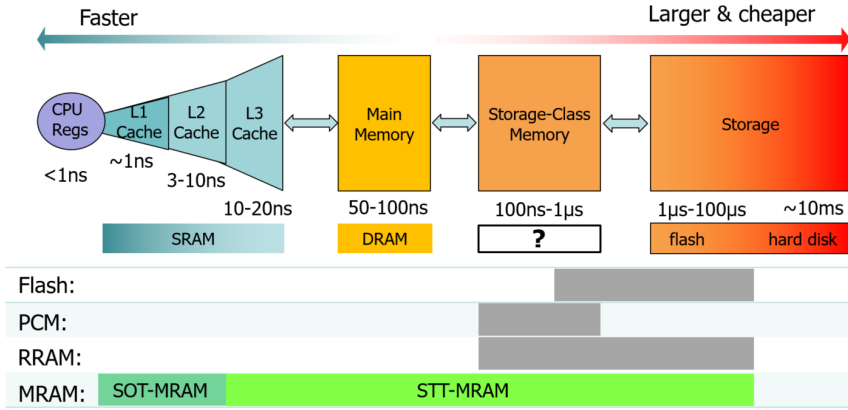 Faster
Larger & cheaper
CPU
Regs
L1
Cache
L2
Cache
L3
Cache
Main
Memory
Storage-Class
Memory
Storage
<1ns
~1ns
3-10ns
10-20ns
50-100ns
100ns-1µs
1µs-100µs
~10ms
SRAM
DRAM
?
flash
hard disk
Flash:
PCM:
RRAM:
MRAM:
SOT-MRAM
STT-MRAM